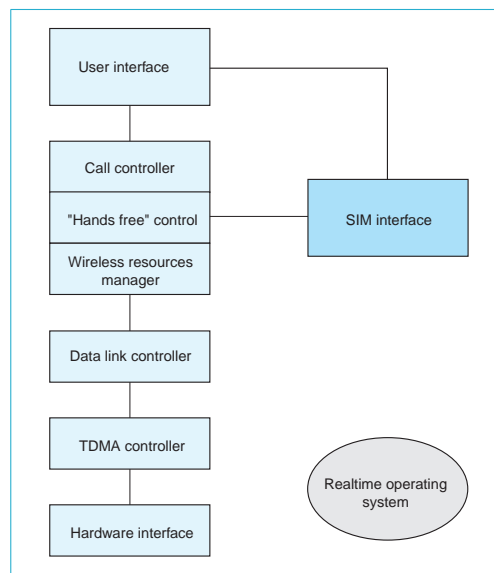 User interface
Call controller
"Hands free" control
SIM interface
Wireless resources
manager
Data link controller
TDMA controller
Realtime operating
system
Hardware interface